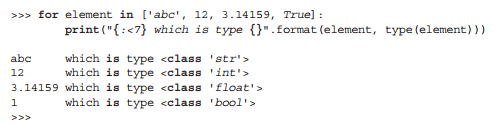 >>> for element in ['abc', 12, 3.14159, True]:
        print("{:<7} which is type {}".format(element, type(element)))
abc     which is type <class 'str'>
12      which is type <class 'int'>
3.14159 which is type <class 'float'>
1       which is type <class 'bool'>
>>>